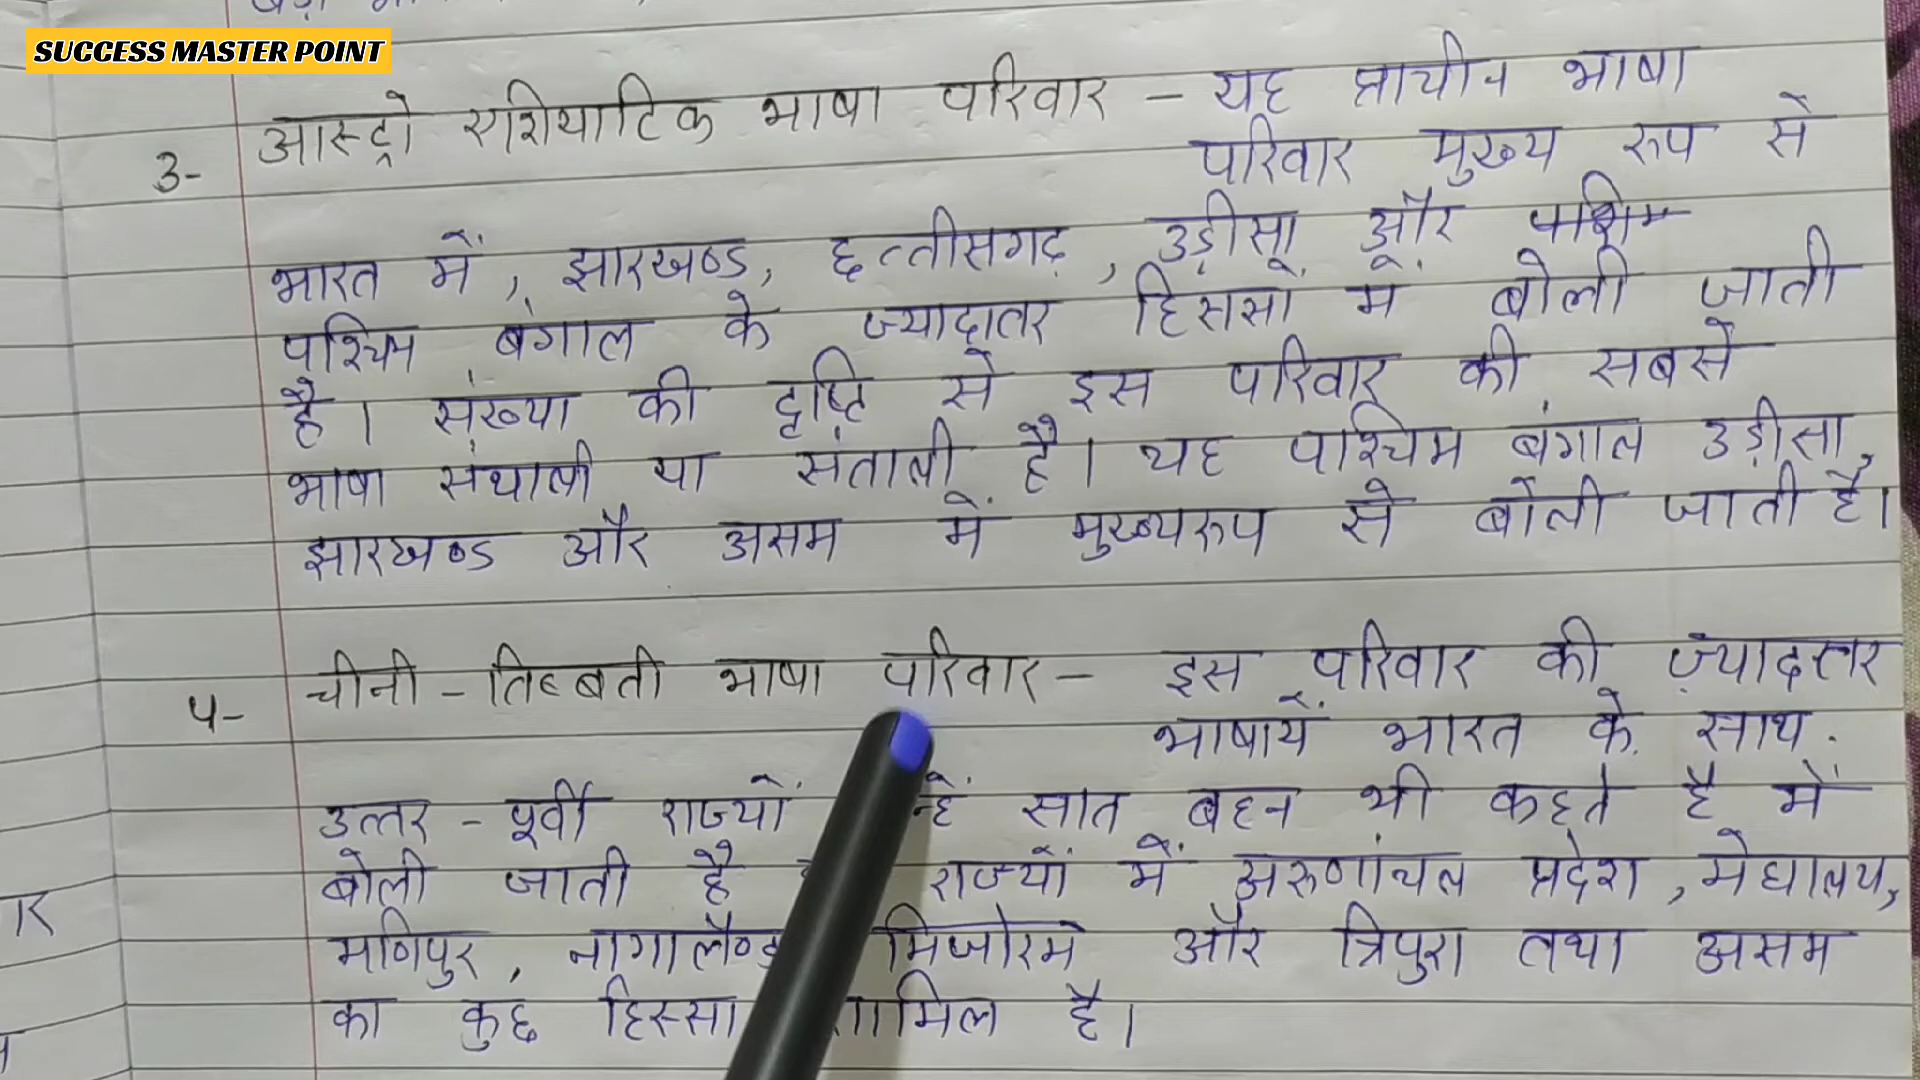 SUCCESS MASTER POINT
3- आस्ट्रो एशियाटिक भाषा परिवार – यह प्राचीन भाषा
परिवार मुख्य रुप से
भारत में, झारखण्ड, छत्तीसगढ़, उड़ीसा और
पश्चिम बंगाल के ज्यादातर हिस्सों में बोली जाती
है। संख्या की दृष्टि से इस परिवार की सबसे
भाषा संथाली या संताली है। यह पश्चिम बंगाल उड़ीसा,
झारखण्ड और असम में मुख्यरुप से बोली जाती है।
4- चीनी - तिब्बती भाषा परिवार – इस परिवार की ज़्यादत्तर
भाषायें भारत के साथ
उत्तर - पूर्वी राज्यों सात बहन भी कहते है में
बोली जाती है राज्यों में अरुणांचल प्रदेश, मेघालय,
मणिपुर, नागालैण्ड मिजोरम और त्रिपुरा तथा असम
का कुछ हिस्सा है।